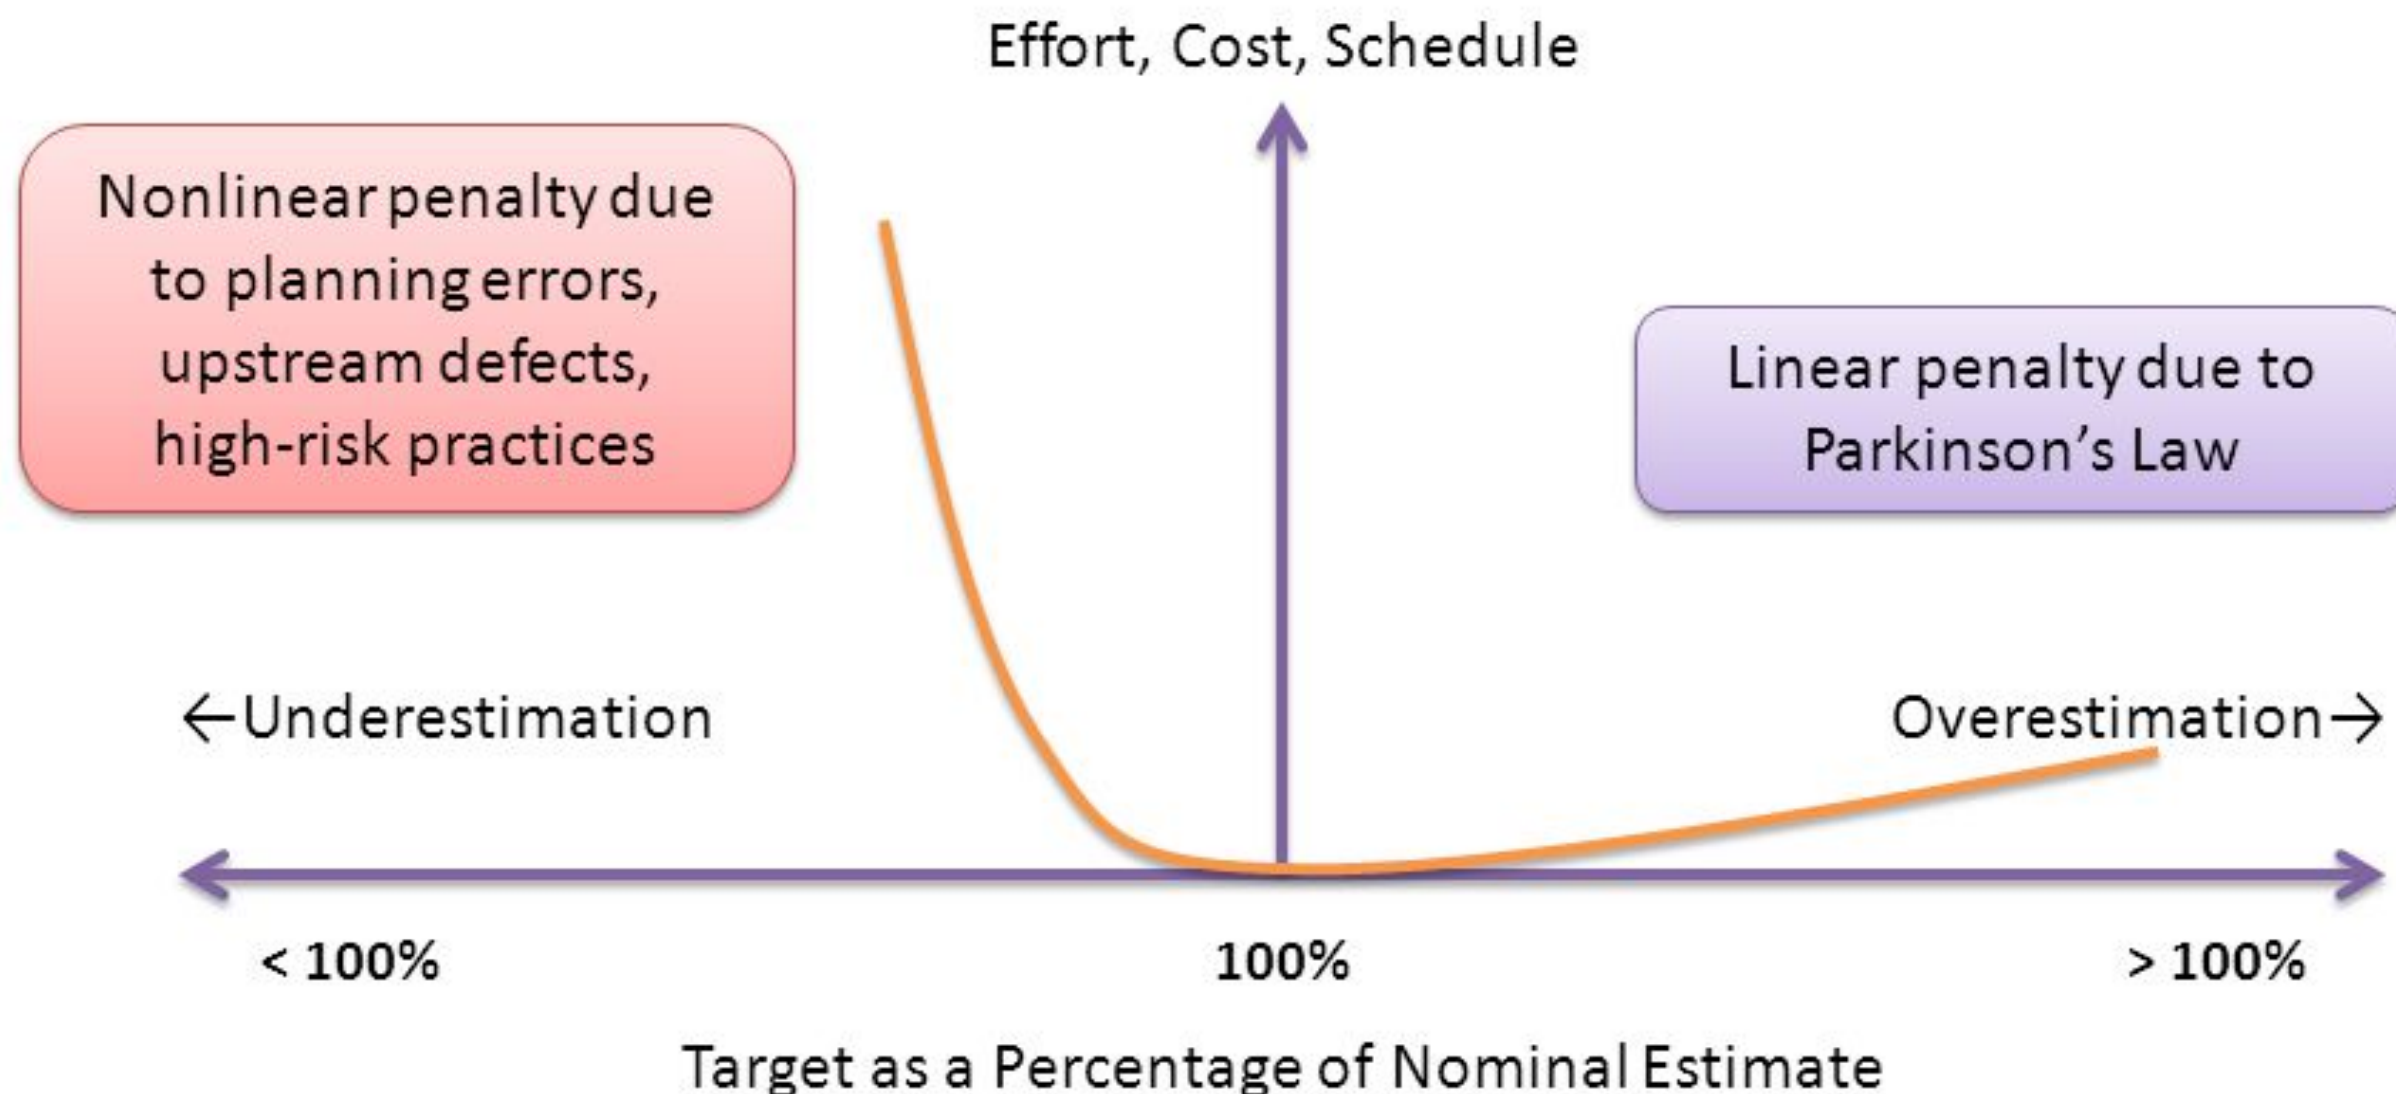 Effort, Cost, Schedule
Nonlinear penalty due
to planning errors,
upstream defects,
high-risk practices
Linear penalty due to
Parkinson’s Law
←Underestimation
Overestimation→
< 100%
100%
> 100%
Target as a Percentage of Nominal Estimate